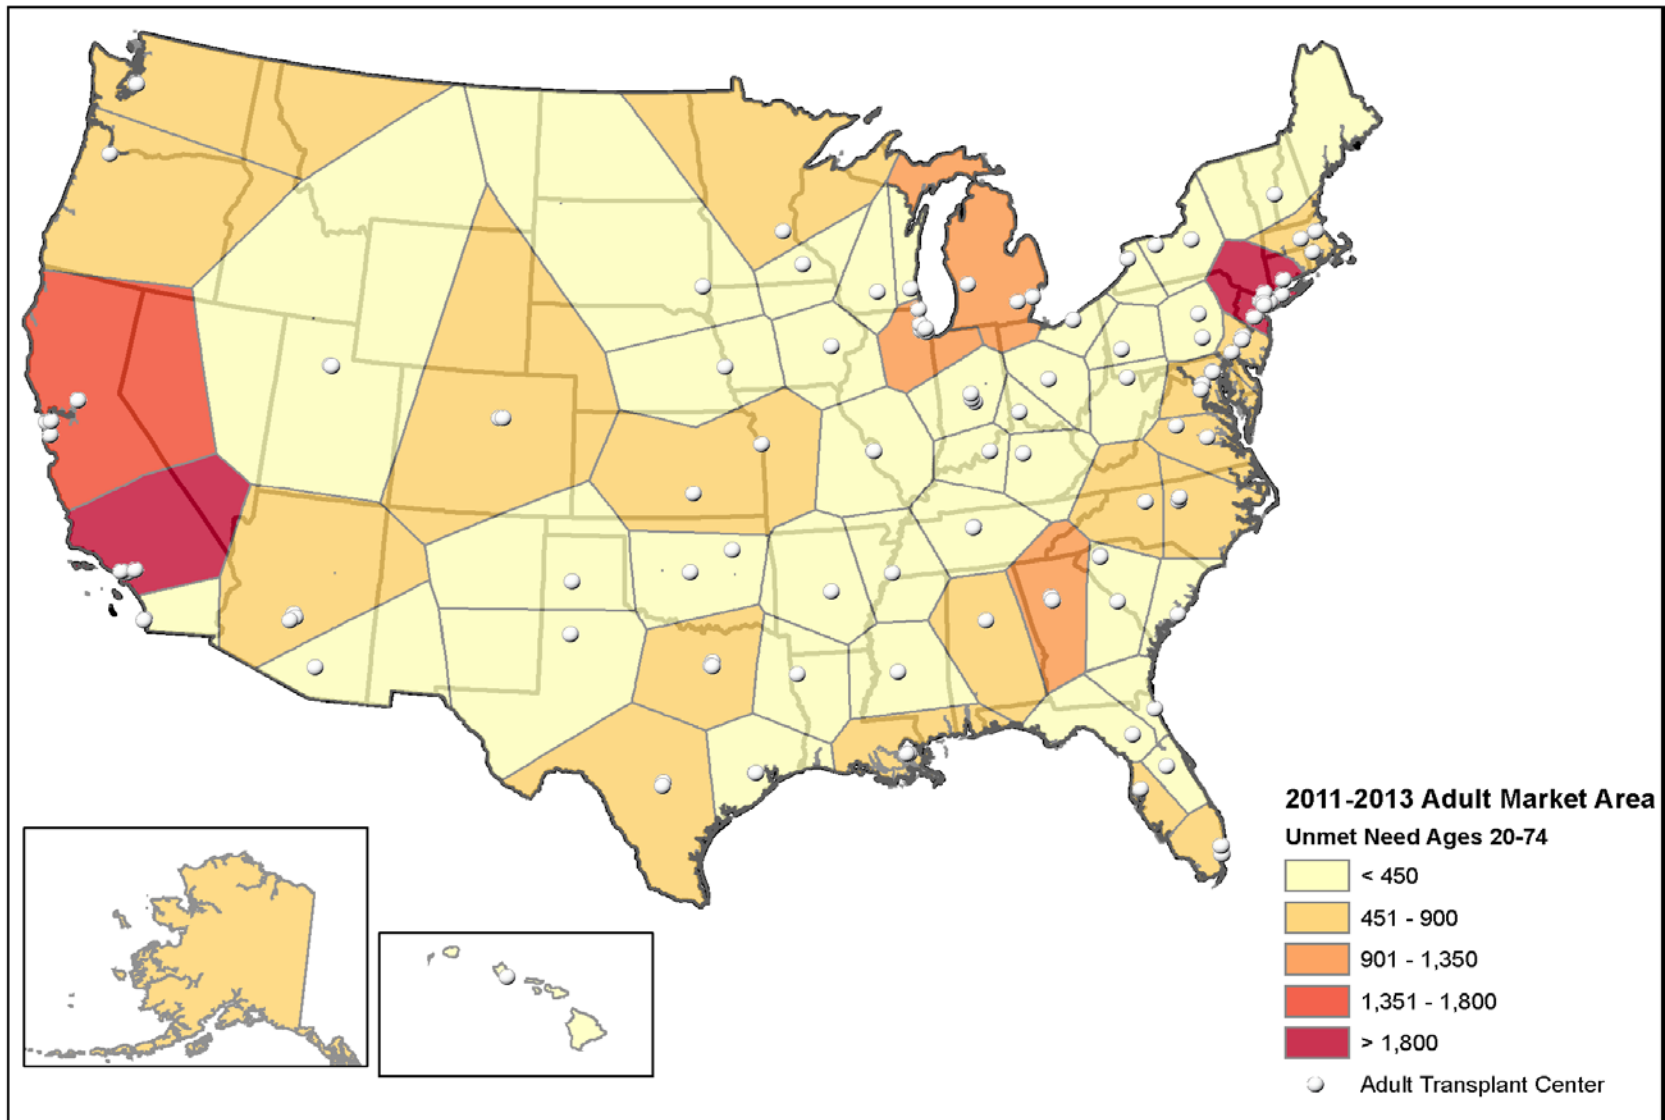 2011-2013 Adult Market Area
Unmet Need Ages 20-74
< 450
451 - 900
901 - 1,350
1,351 - 1,800
> 1,800
Adult Transplant Center